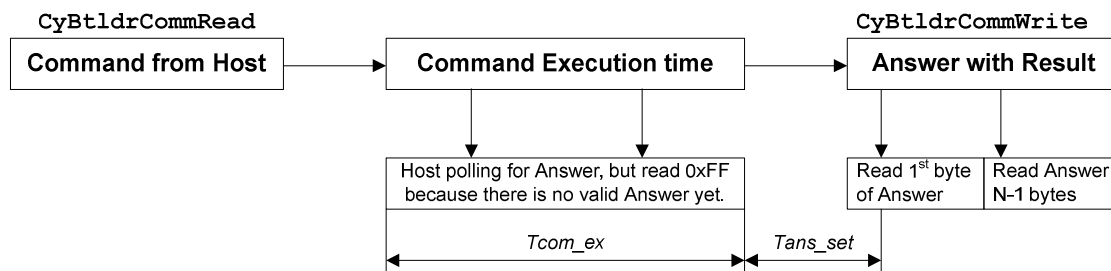 CyBtldrCommRead
CyBtldrCommWrite
Command from Host
Command Execution time
Answer with Result
Host polling for Answer, but read 0xFF
because there is no valid Answer yet.
Read 1st byte
of Answer
Read Answer
N–1 bytes
Tcom_ex
Tans_set